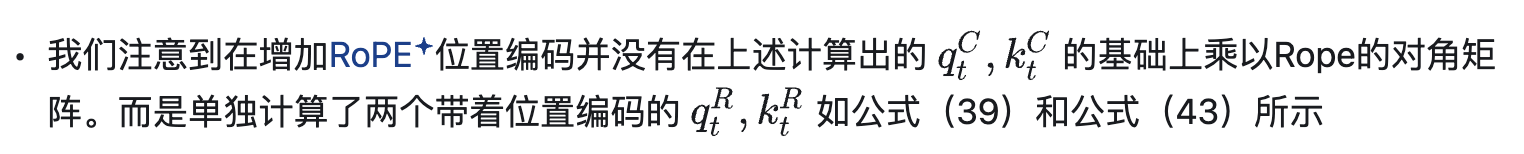 • 我们注意到在增加RoPE位置编码并没有在上述计算出的 $q_t^C, k_t^C$ 的基础上乘以Rope的对角矩
阵。而是单独计算了两个带着位置编码的 $q_t^R, k_t^R$ 如公式（39）和公式（43）所示